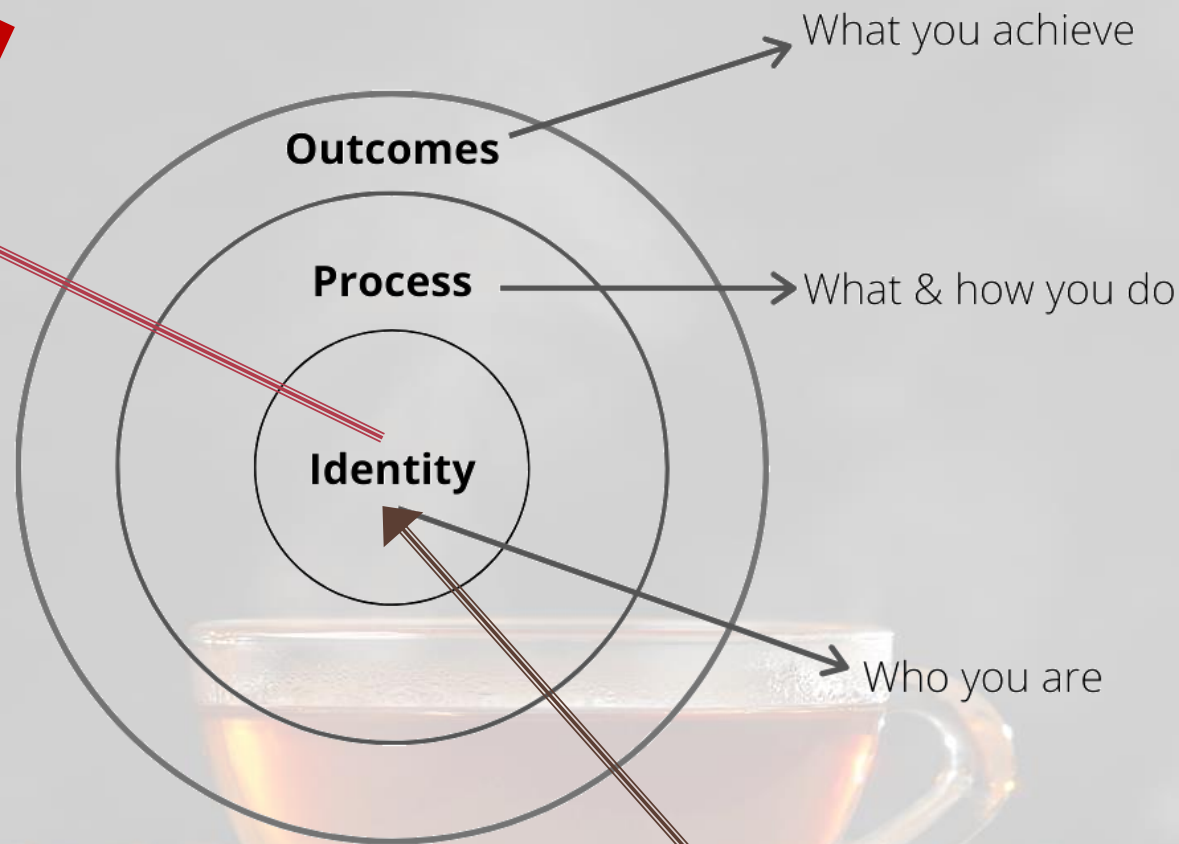 What you achieve
Outcomes
Process
What & how you do
Identity
Who you are